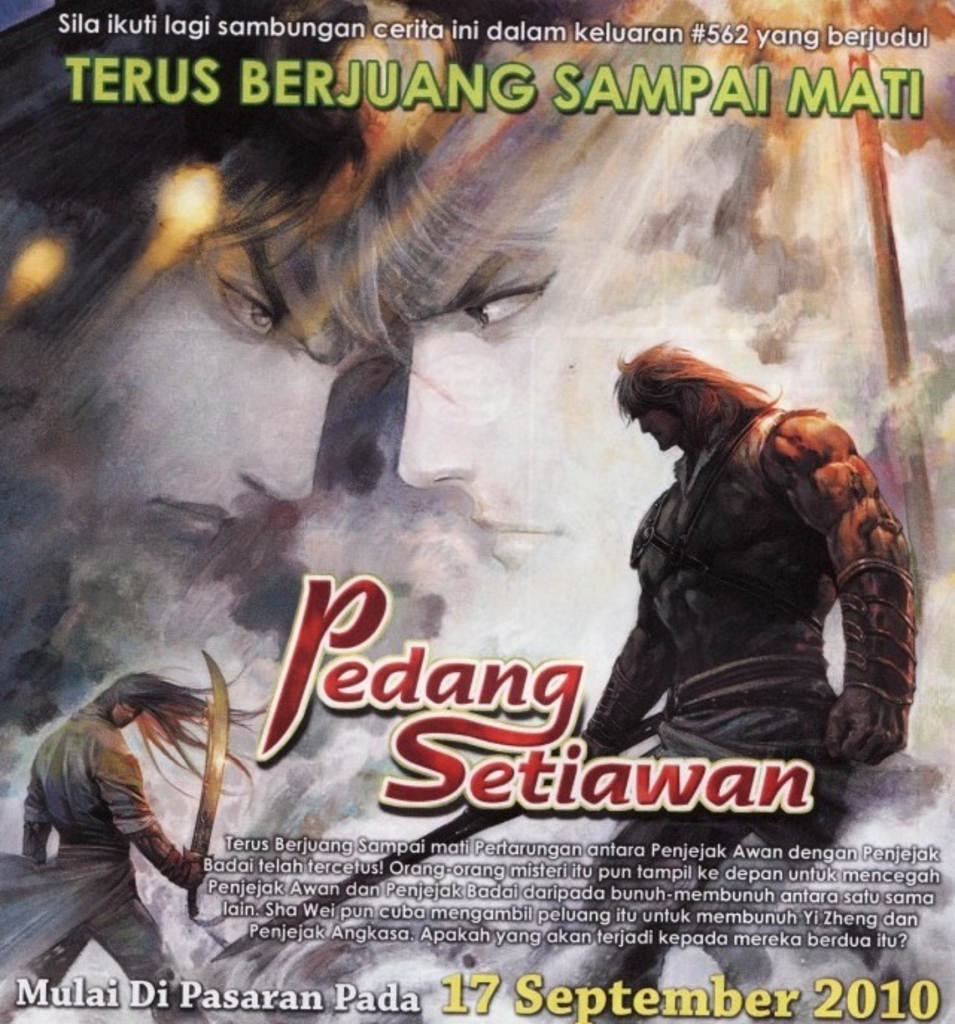 Sila ikuti lagi sambungan cerita ini dalam keluaran #562 yang berjudul
TERUS BERJUANG SAMPAI MATI
Pedang
Setiawan
Terus Berjuang Sampai mati Pertarungan antara Penjejak Awan dengan Penjejak
Badai telah tercetus! Orang-orang misteri itu pun tampil ke depan untuk mencegah
Penjejak Awan dan Penjejak Badai daripada bunuh-membunuh antara satu sama
lain. Sha Wei pun cuba mengambil peluang itu untuk membunuh Yi Zheng dan
Penjejak Angkasa. Apakah yang akan terjadi kepada mereka berdua itu?
Mulai Di Pasaran Pada 17 September 2010